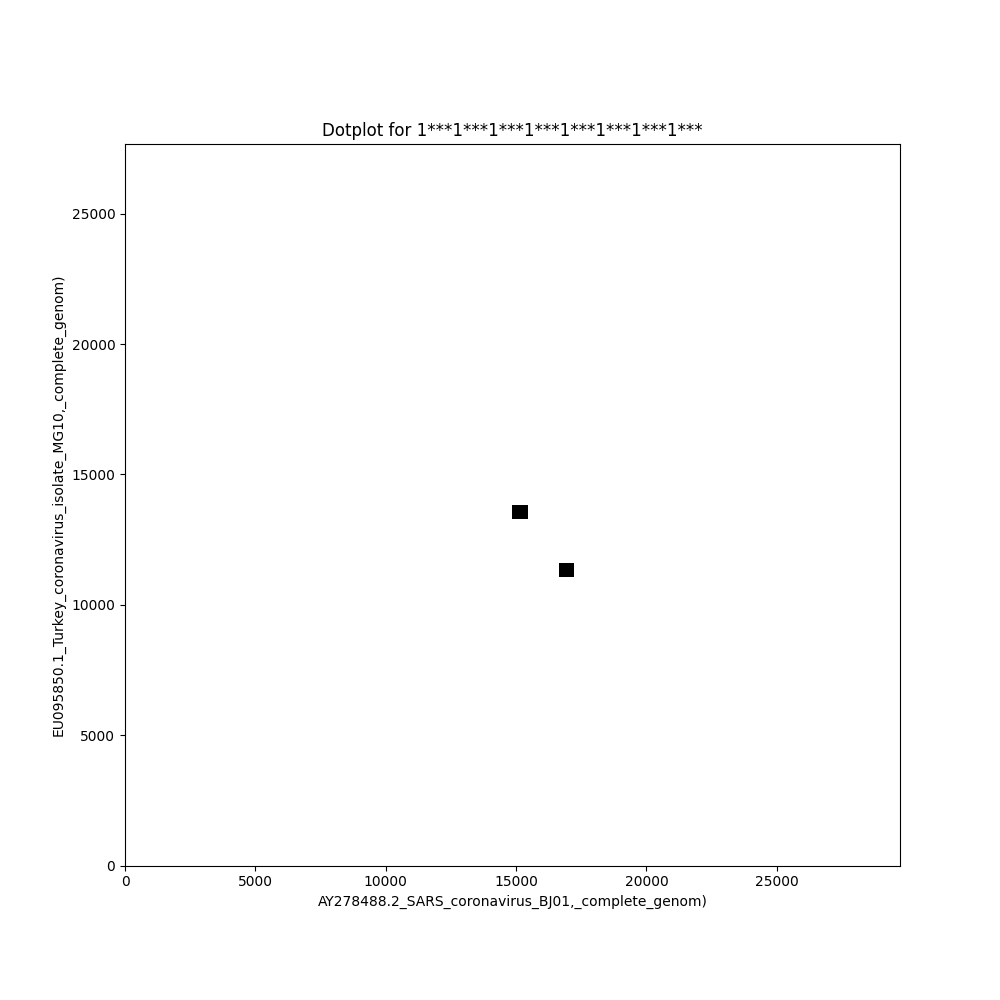 Dotplot for 1***1***1***1***1***1***1***1***
25000
20000
15000
10000
5000
0
EU095850.1_Turkey_coronavirus_isolate_MG10,_complete_genom)
0 5000 10000 15000 20000 25000
AY278488.2_SARS_coronavirus_BJ01,_complete_genom)